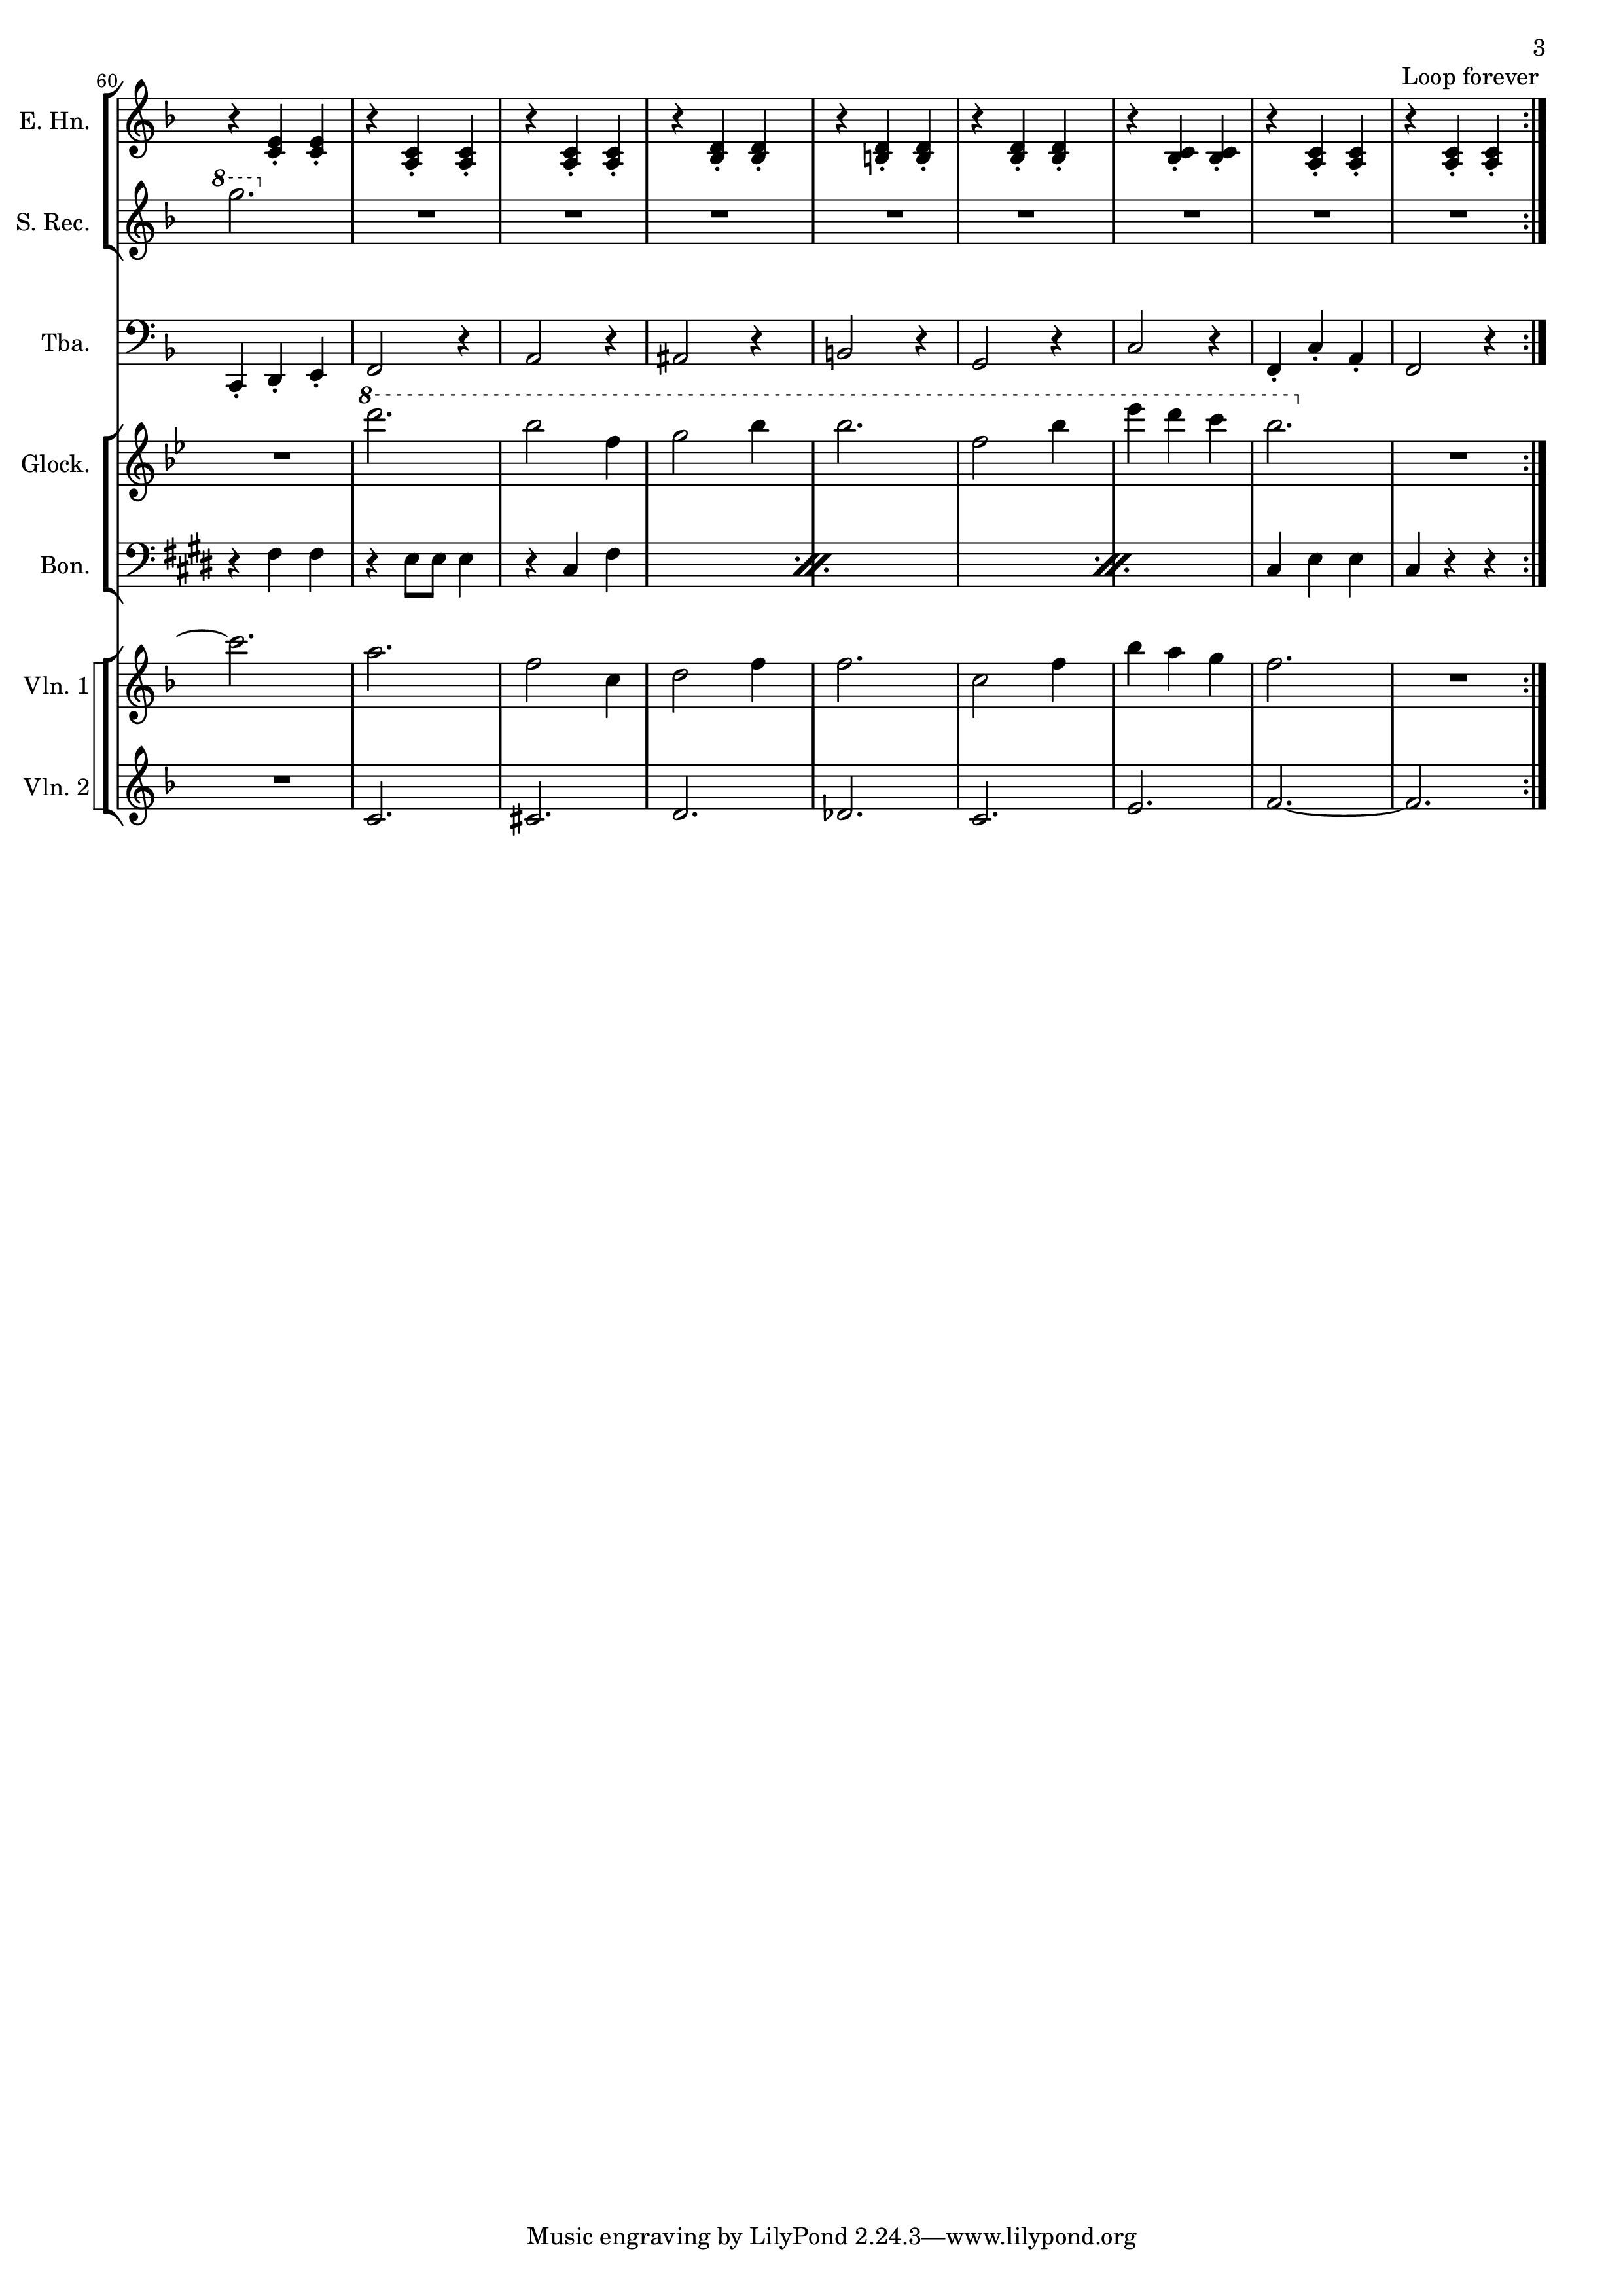 3
Loop forever
60
E. Hn.
8
S. Rec.
Tba.
8
Glock.
Bon.
Vln. 1
Vln. 2
Music engraving by LilyPond 2.24.3—www.lilypond.org